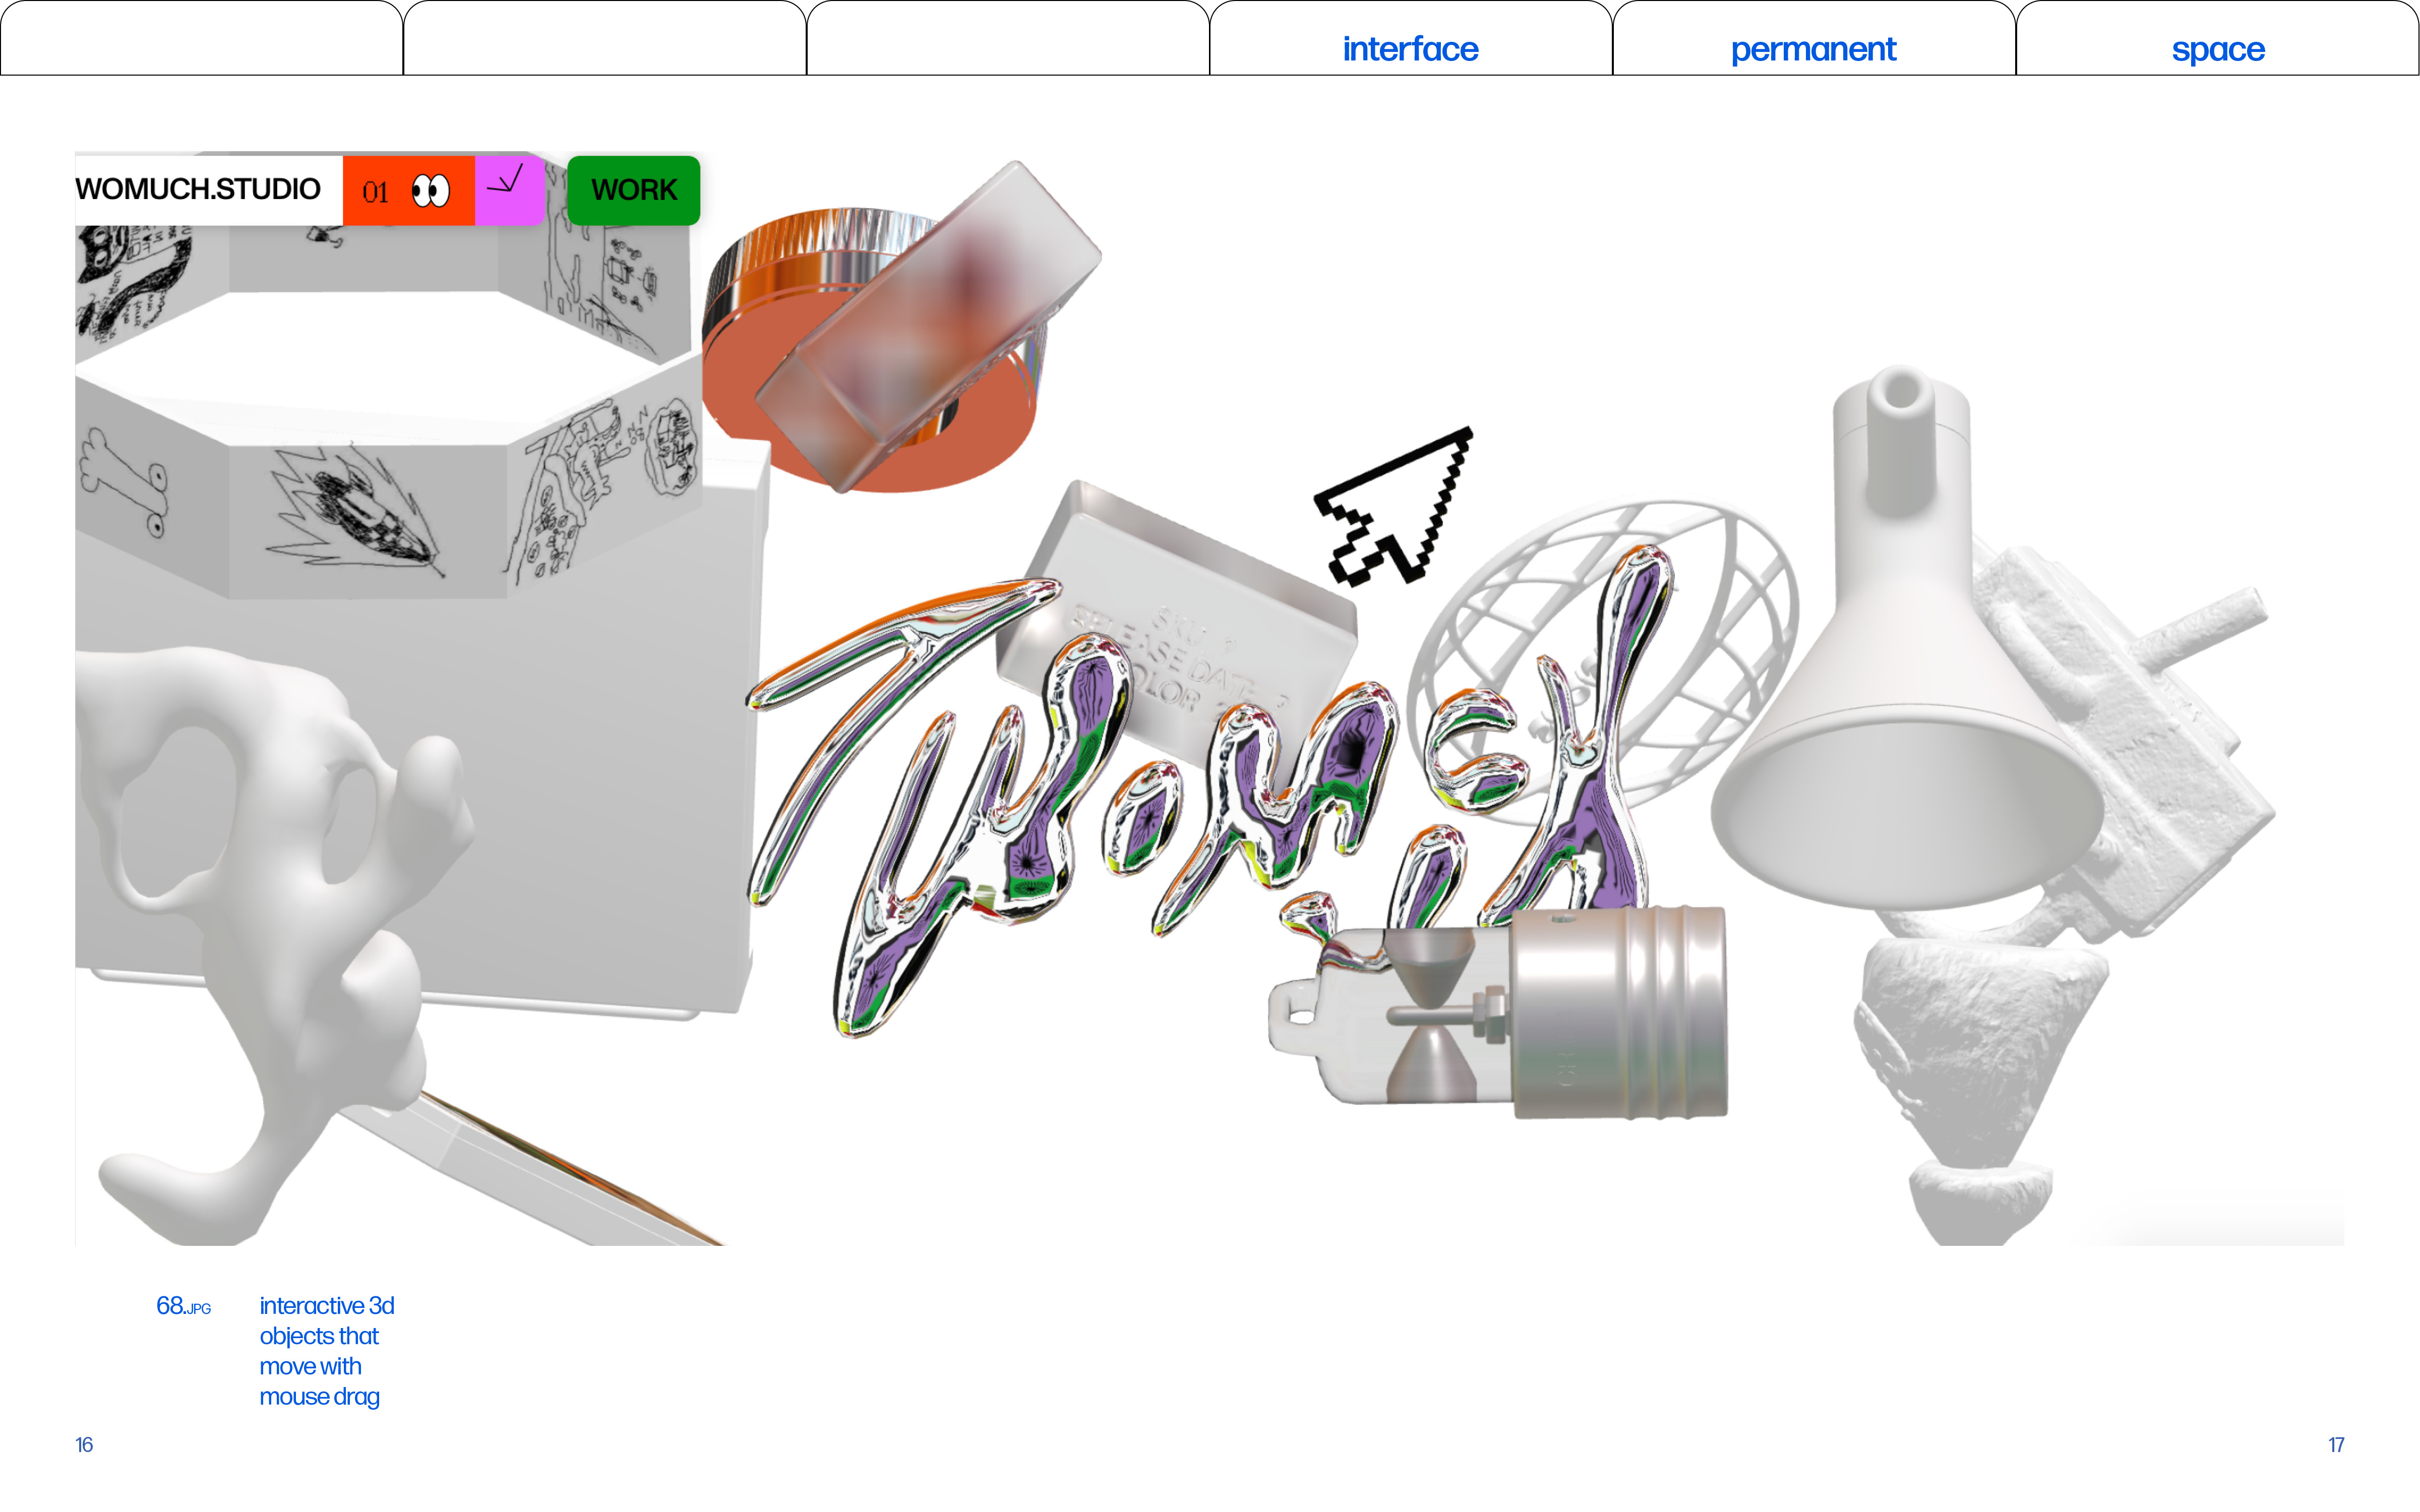 interface
permanent
space
WOMUCH.STUDIO
01
WORK
SKU ?
RELEASE DATE ?
COLOR
68.JPG
interactive 3d
objects that
move with
mouse drag
16
17